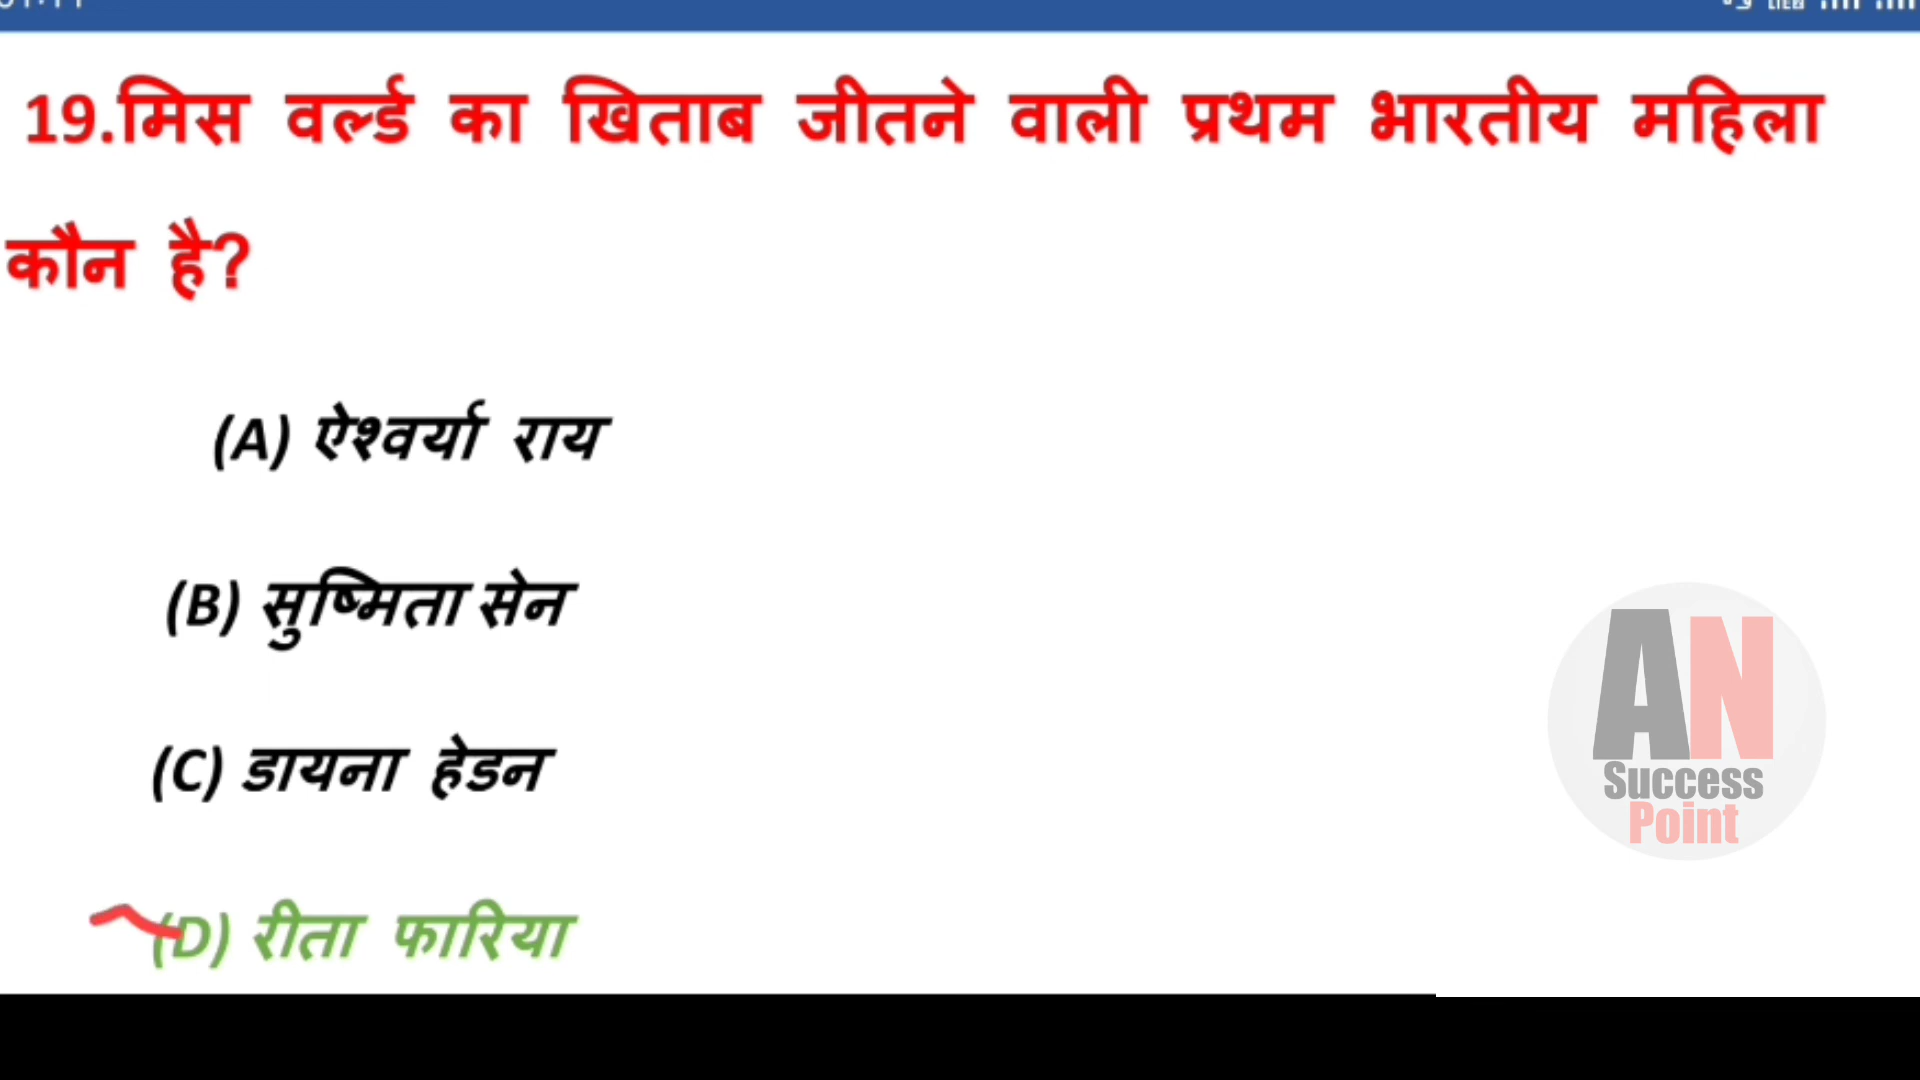 19.मिस वर्ल्ड का खिताब जीतने वाली प्रथम भारतीय महिला
कौन है?
(A) ऐश्वर्या राय
(B) सुष्मिता सेन
(C) डायना हेडन
(D) रीता फारिया
AN
Success
Point